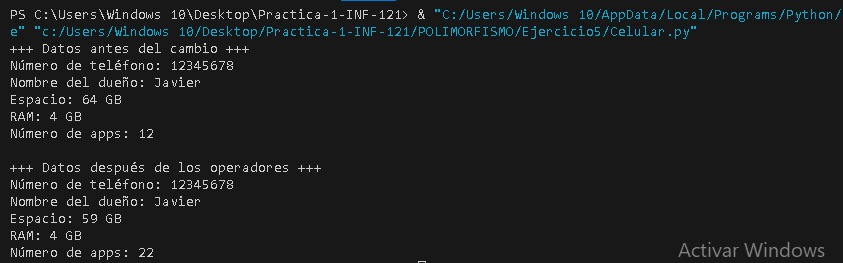 PS C:\Users\Windows 10\Desktop\Practica-1-INF-121> & "C:/Users/Windows 10/AppData/Local/Programs/Python/
e" "c:/Users/Windows 10/Desktop/Practica-1-INF-121/POLIMORFISMO/Ejercicio5/Celular.py"
+++ Datos antes del cambio +++
Número de teléfono: 12345678
Nombre del dueño: Javier
Espacio: 64 GB
RAM: 4 GB
Número de apps: 12
+++ Datos después de los operadores +++
Número de teléfono: 12345678
Nombre del dueño: Javier
Espacio: 59 GB
RAM: 4 GB
Número de apps: 22
Activar Windows